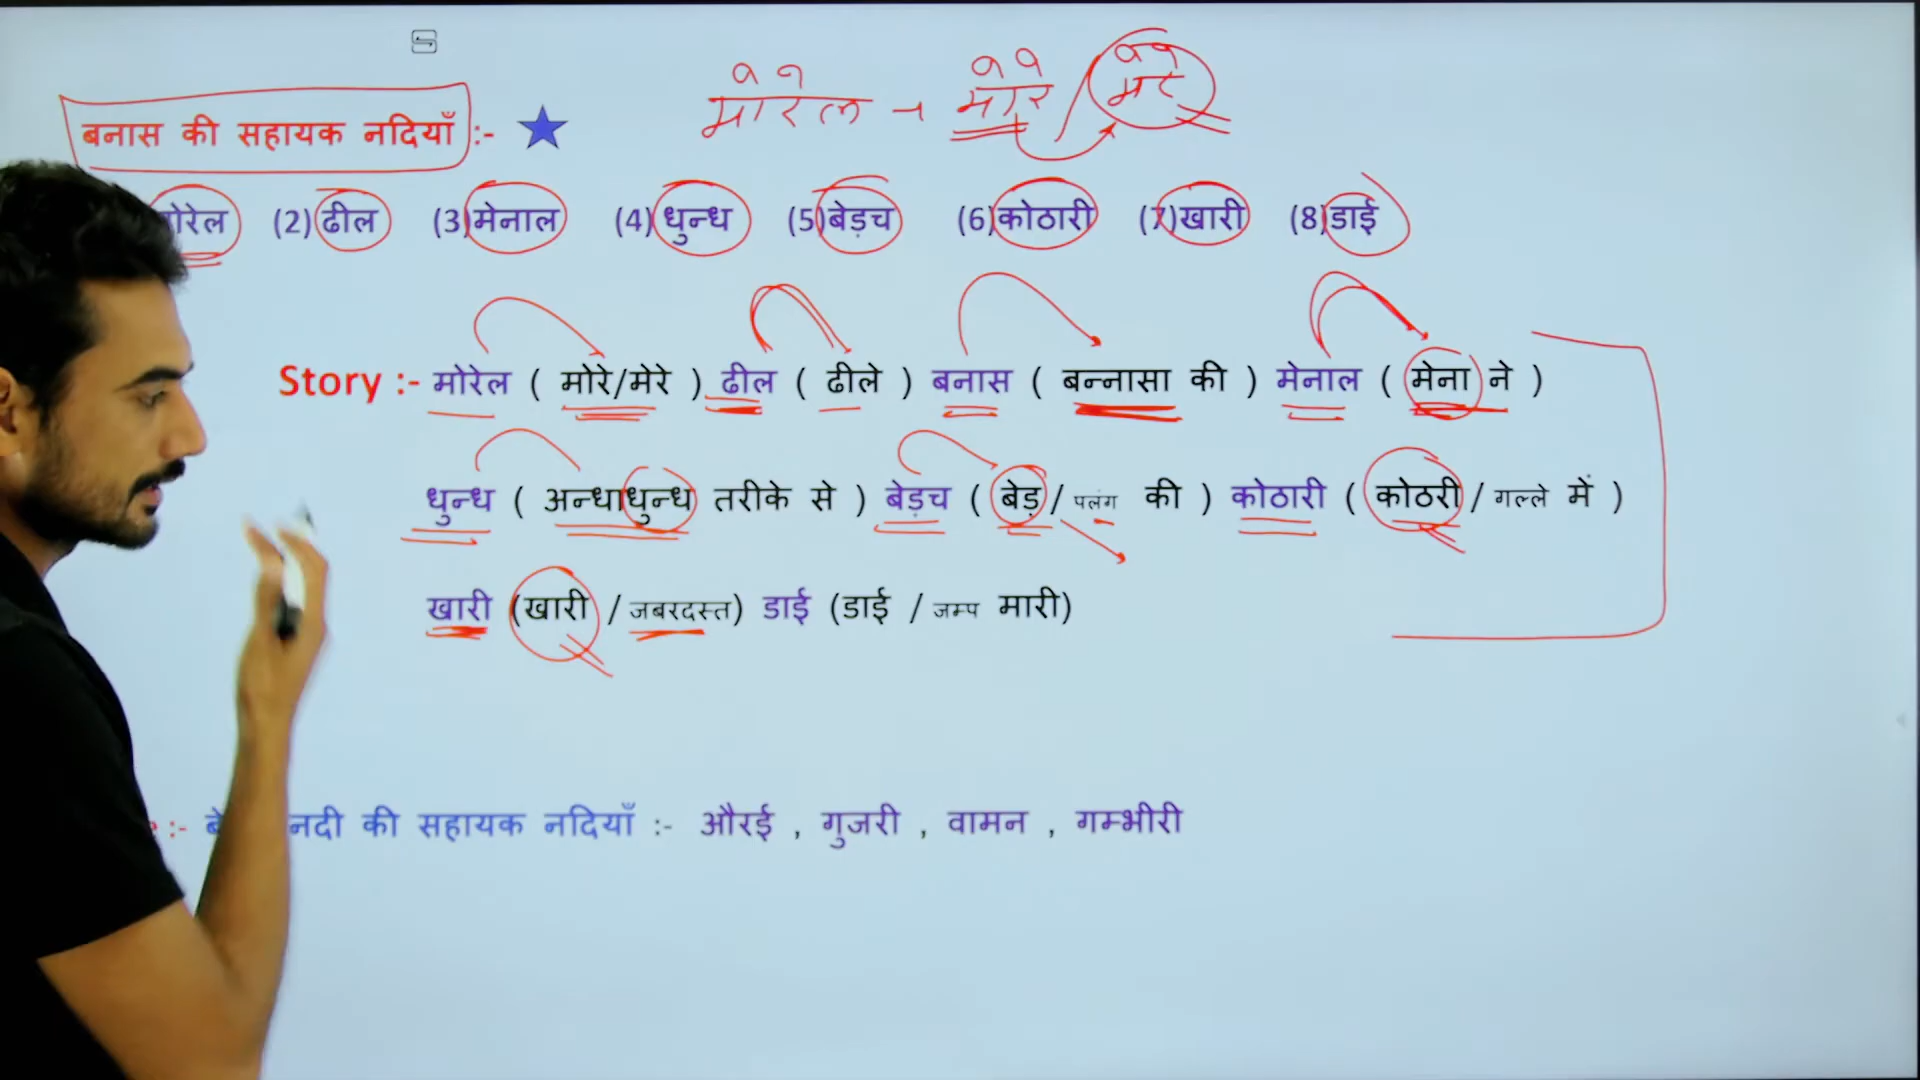 मोरेल → मोरे / मेरे
बनास की सहायक नदियाँ :-
मोरेल (2) ढील (3) मेनाल (4) धुन्ध (5) बेड़च (6) कोठारी (7) खारी (8) डाई
Story :- मोरेल ( मोरे/मेरे ) ढील ( ढीले ) बनास ( बन्नासा की ) मेनाल ( मेना ने )
धुन्ध ( अन्धाधुन्ध तरीके से ) बेड़च ( बेड़ / पलंग की ) कोठारी ( कोठरी / गल्ले में )
खारी (खारी / जबरदस्त) डाई (डाई / जम्प मारी)
:- नदी की सहायक नदियाँ :- औरई , गुजरी , वामन , गम्भीरी